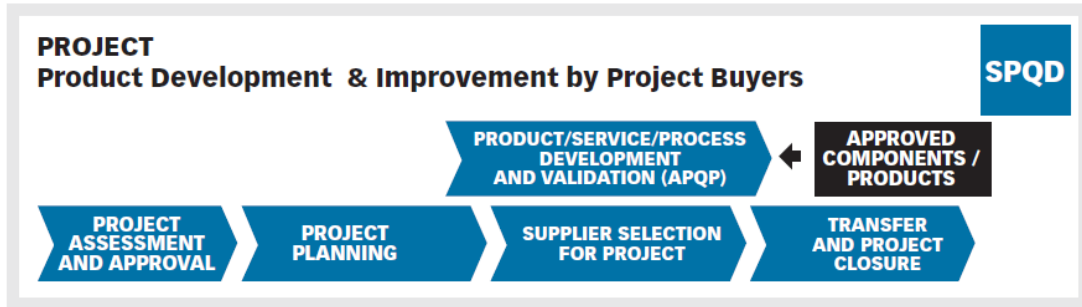 PROJECT
Product Development & Improvement by Project Buyers
SPQD
PRODUCT/SERVICE/PROCESS
DEVELOPMENT
AND VALIDATION (APQP)
APPROVED
COMPONENTS /
PRODUCTS
PROJECT
ASSESSMENT
AND APPROVAL
PROJECT
PLANNING
SUPPLIER SELECTION
FOR PROJECT
TRANSFER
AND PROJECT
CLOSURE